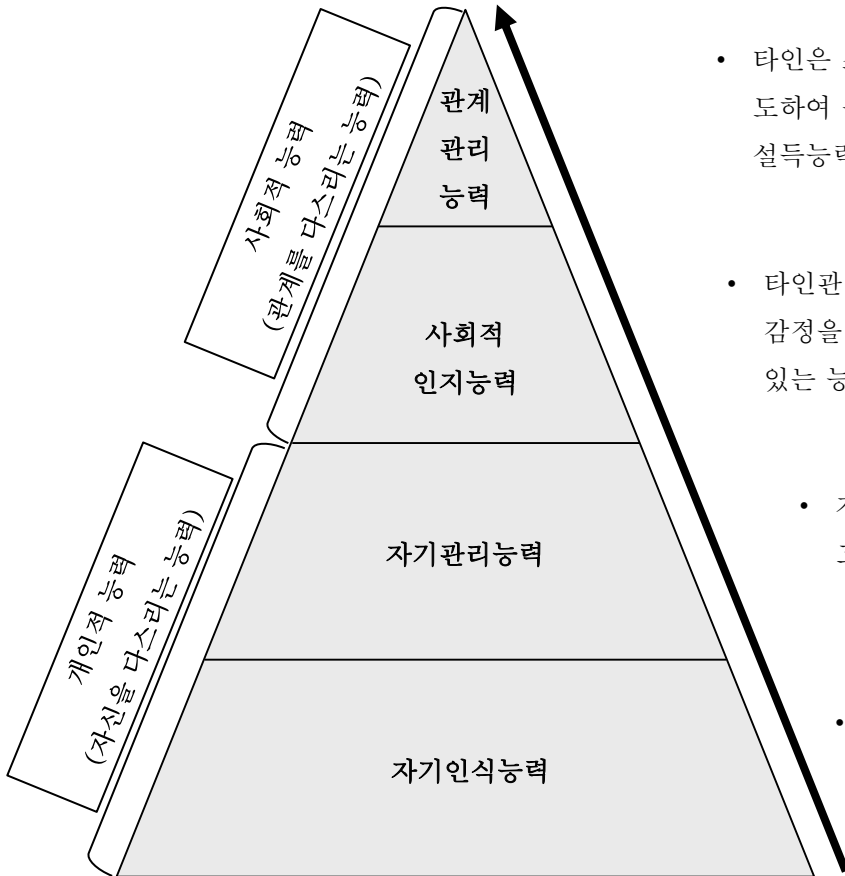 사회적 능력
(관계를 다스리는 능력)
관계
관리
능력
타인은
도하여
설득능력
사회적
인지능력
타인관
감정을
있는
개인적 능력
(자신을 다스리는 능력)
자기관리능력
자기인식능력